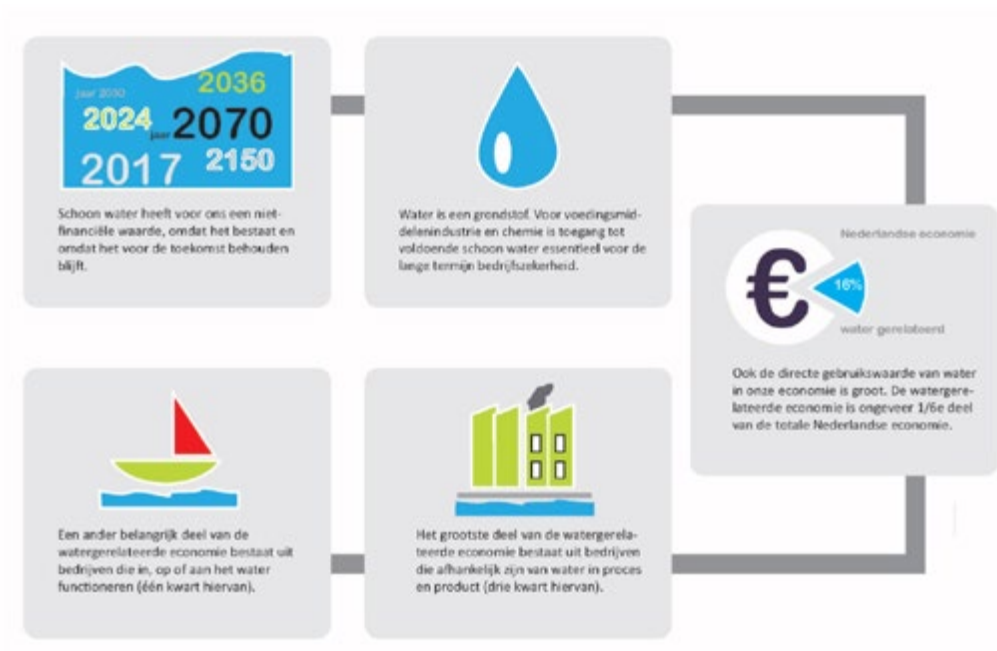 jaar 2050
2036
2024
jaar
2070
2017
2150
Schoon water heeft voor ons een niet-
financiële waarde, omdat het bestaat en
omdat het voor de toekomst behouden
blijft.
Water is een grondstof. Voor voedingsmid-
delenindustrie en chemie is toegang tot
voldoende schoon water essentieel voor de
lange termijn bedrijfszekerheid.
Nederlandse economie
€
16%
water gerelateerd
Ook de directe gebruikswaarde van water
in onze economie is groot. De watergere-
lateerde economie is ongeveer 1/6e deel
van de totale Nederlandse economie.
Het grootste deel van de watergerela-
teerde economie bestaat uit bedrijven
die afhankelijk zijn van water in proces
en product (drie kwart hiervan).
Een ander belangrijk deel van de
watergerelateerde economie bestaat uit
bedrijven die in, op of aan het water
functioneren (één kwart hiervan).